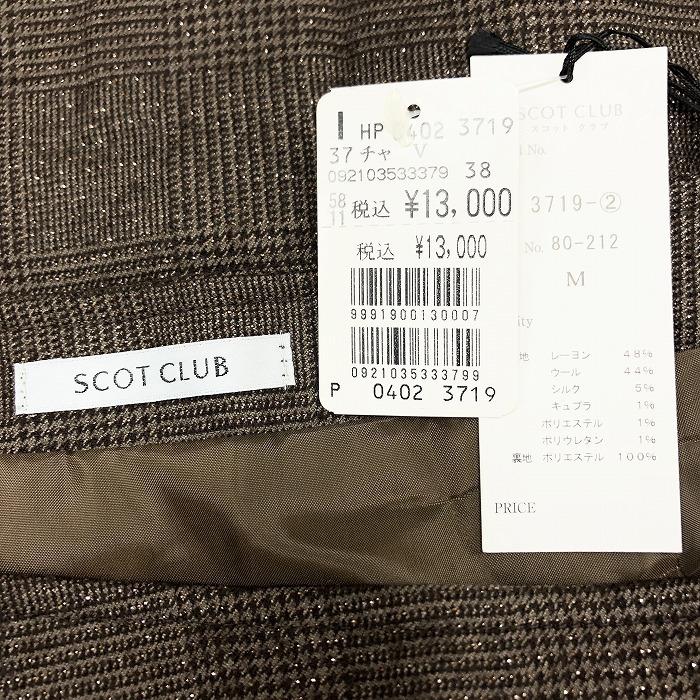 SCOT CLUB
HP 0402 3719
37 チャ V
092103533379 38
58
11 税込 ¥13,000
税込 ¥13,000
9991900130007
0921035333799
P 0402 3719
SCOT CLUB
スコット クラブ
No.
3719-②
No. 80-212
M
地 レーヨン 48%
ウール 44%
シルク 5%
キュプラ 1%
ポリエステル 1%
ポリウレタン 1%
裏地 ポリエステル 100%
PRICE